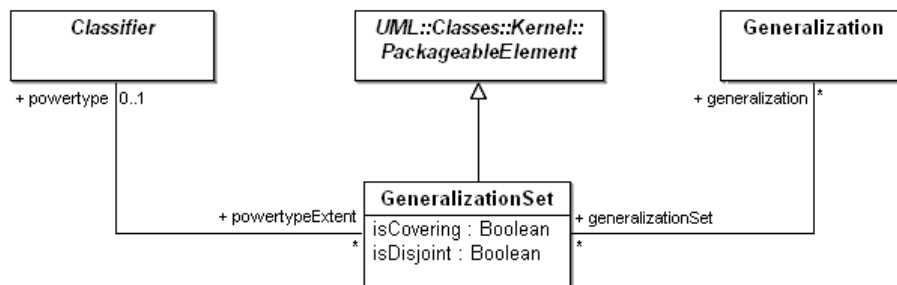 Classifier
UML::Classes::Kernel::
PackageableElement
Generalization
+ powertype 0..1
+ generalization *
GeneralizationSet
+ powertypeExtent
*
isCovering : Boolean
isDisjoint : Boolean
+ generalizationSet
*